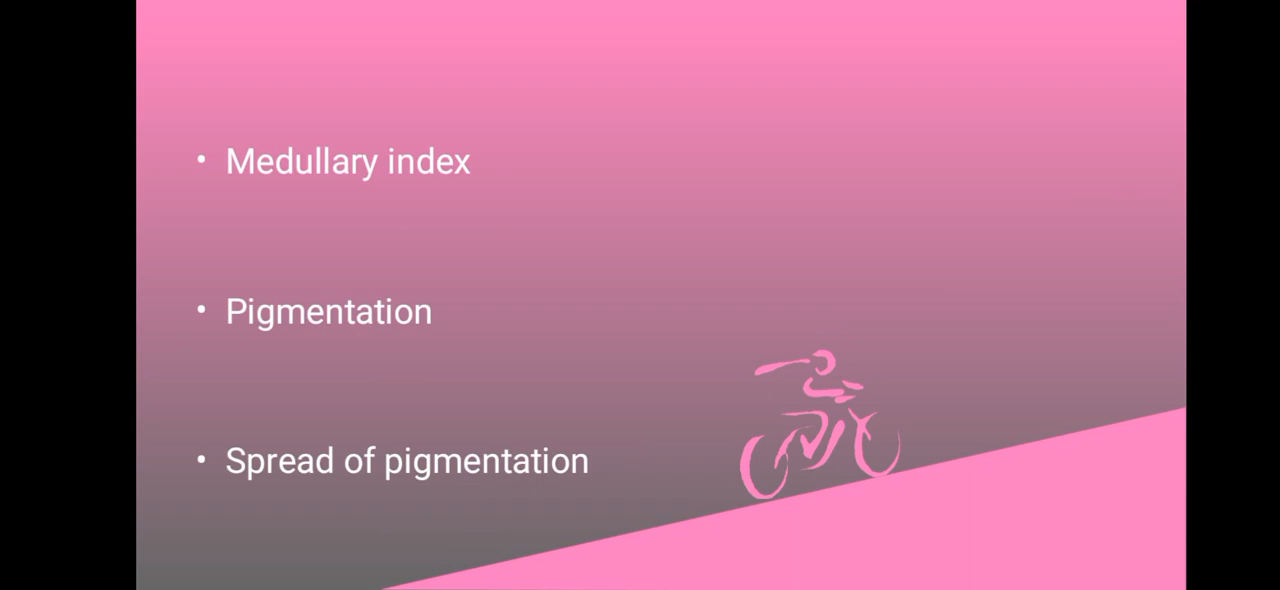 • Medullary index
• Pigmentation
• Spread of pigmentation